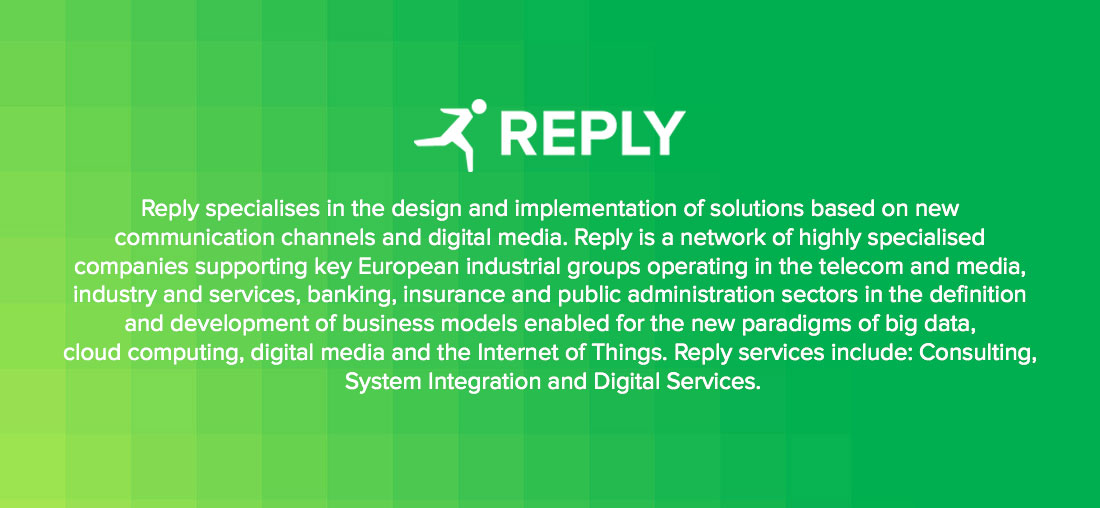 REPLY
Reply specialises in the design and implementation of solutions based on new
communication channels and digital media. Reply is a network of highly specialised
companies supporting key European industrial groups operating in the telecom and media,
industry and services, banking, insurance and public administration sectors in the definition
and development of business models enabled for the new paradigms of big data,
cloud computing, digital media and the Internet of Things. Reply services include: Consulting,
System Integration and Digital Services.